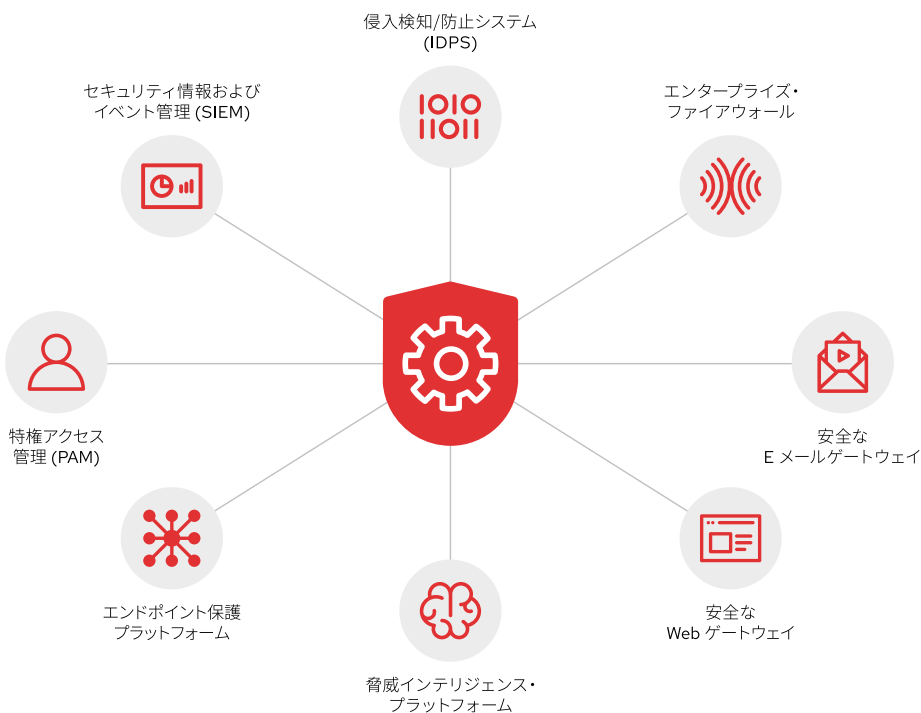 侵入検知/防止システム
(IDPS)
セキュリティ情報および
イベント管理 (SIEM)
エンタープライズ・
ファイアウォール
1010
11011
特権アクセス
管理 (PAM)
安全な
E メールゲートウェイ
エンドポイント保護
プラットフォーム
安全な
Web ゲートウェイ
脅威インテリジェンス・
プラットフォーム